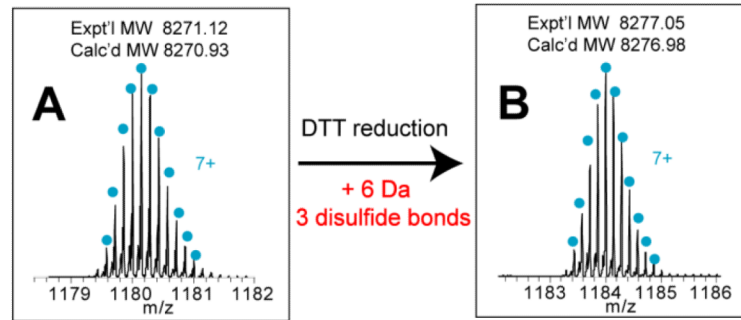 Expt'l MW 8271.12
Calc'd MW 8270.93
A
7+
1179 1180 1181 1182
m/z
DTT reduction
+ 6 Da
3 disulfide bonds
Expt'l MW 8277.05
Calc'd MW 8276.98
B
7+
1183 1184 1185 1186
m/z